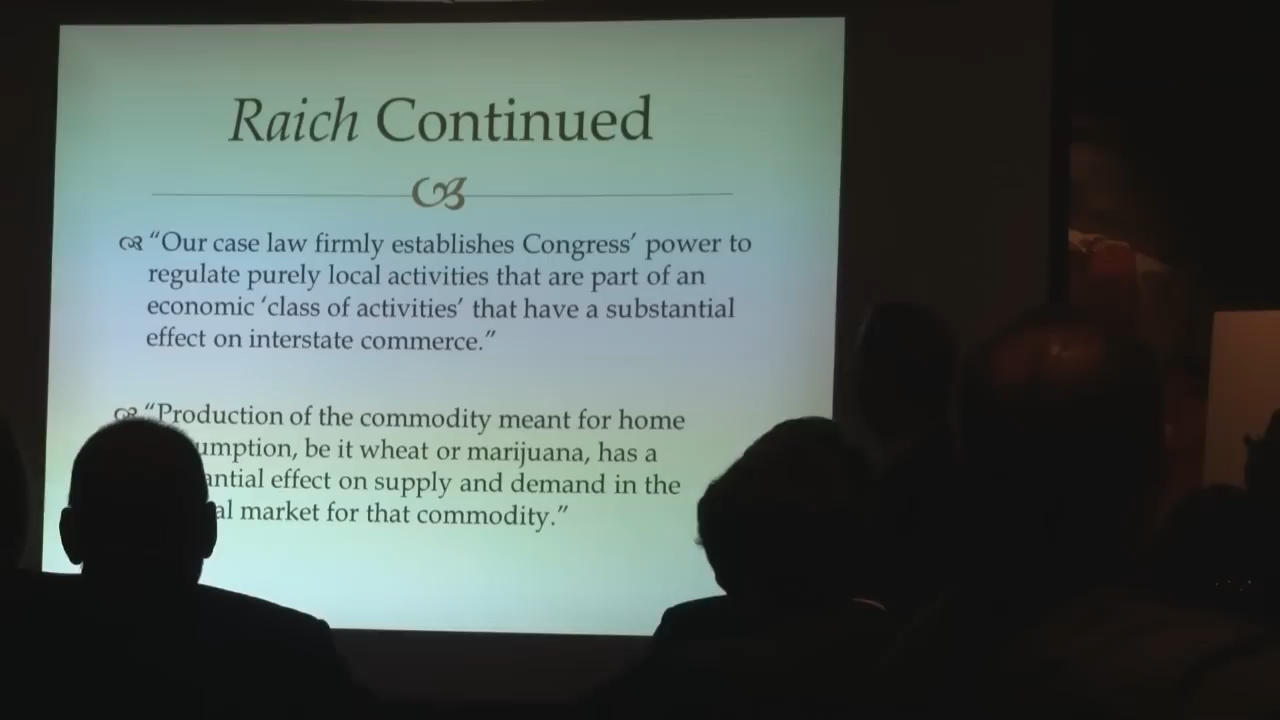 Raich Continued
“Our case law firmly establishes Congress’ power to
regulate purely local activities that are part of an
economic ‘class of activities’ that have a substantial
effect on interstate commerce.”
“Production of the commodity meant for home
umption, be it wheat or marijuana, has a
antial effect on supply and demand in the
al market for that commodity.”